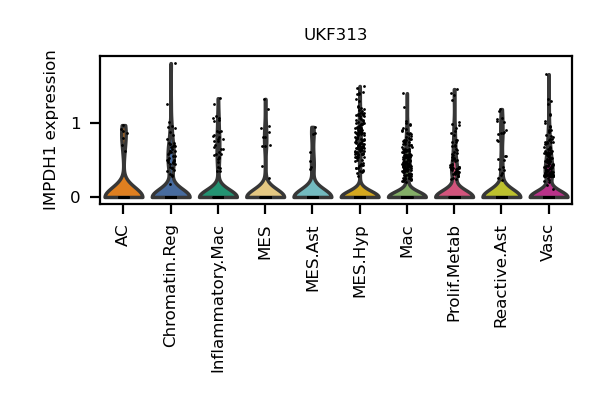 UKF313
IMPDH1 expression
1
0
AC
Chromatin.Reg
Inflammatory.Mac
MES
MES.Ast
MES.Hyp
Mac
Prolif.Metab
Reactive.Ast
Vasc